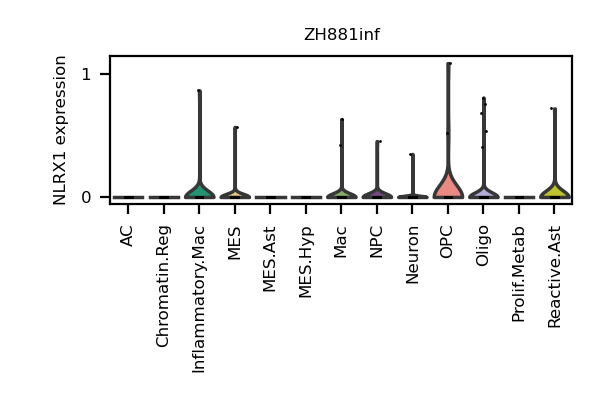 ZH881inf
NLRX1 expression
1
0
AC
Chromatin.Reg
Inflammatory.Mac
MES
MES.Ast
MES.Hyp
Mac
NPC
Neuron
OPC
Oligo
Prolif.Metab
Reactive.Ast